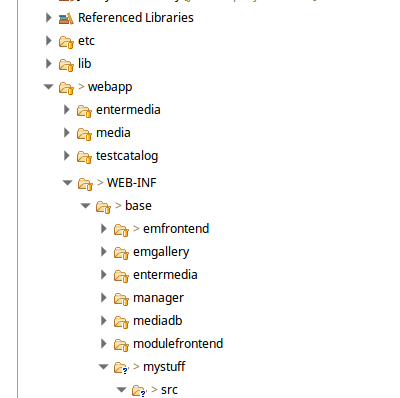 Referenced Libraries
etc
lib
> webapp
entermedia
media
testcatalog
> WEB-INF
> base
> emfrontend
emgallery
entermedia
manager
mediadb
modulefrontend
> mystuff
> src